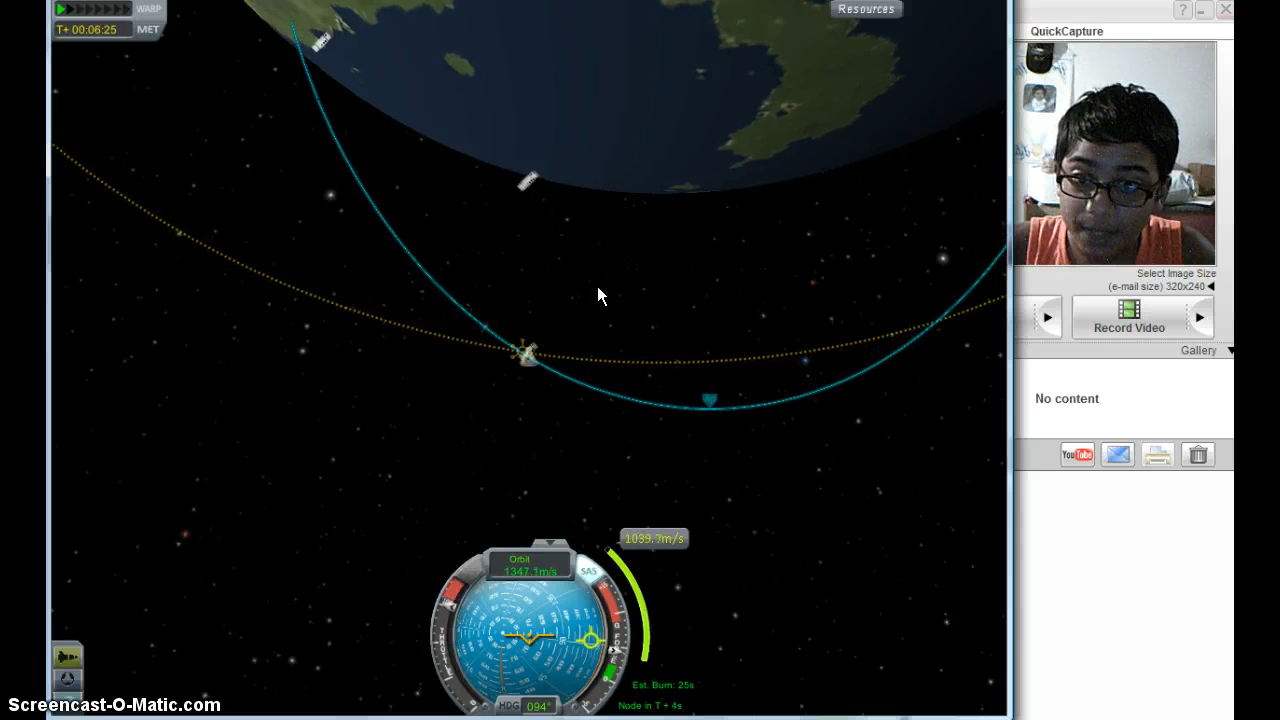 WARP
T+ 00:06:25 MET
Resources
QuickCapture
Select Image Size
(e-mail size) 320x240
Record Video
Gallery
No content
YouTube
1039.7m/s
Orbit
1347.1m/s
SAS
HDG 094°
Est. Burn: 25s
Node in T + 4s
Screencast-O-Matic.com